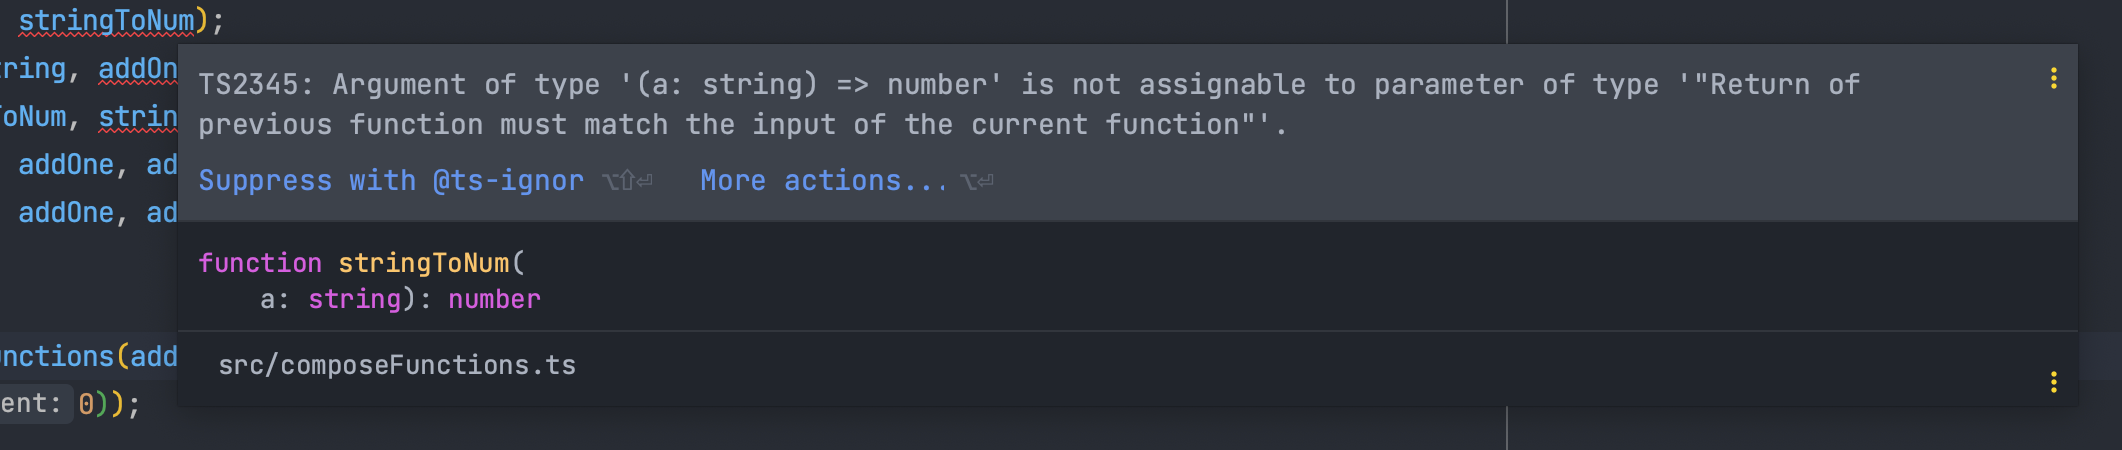 stringToNum);
tring, addOn
TS2345: Argument of type '(a: string) => number' is not assignable to parameter of type '"Return of
previous function must match the input of the current function"'.
oNum, strin
addOne, ad
Suppress with @ts-ignor ⌥⇧⏎ More actions... ⌥⏎
addOne, ad
function stringToNum(
a: string): number
unctions(add
src/composeFunctions.ts
ent: 0));